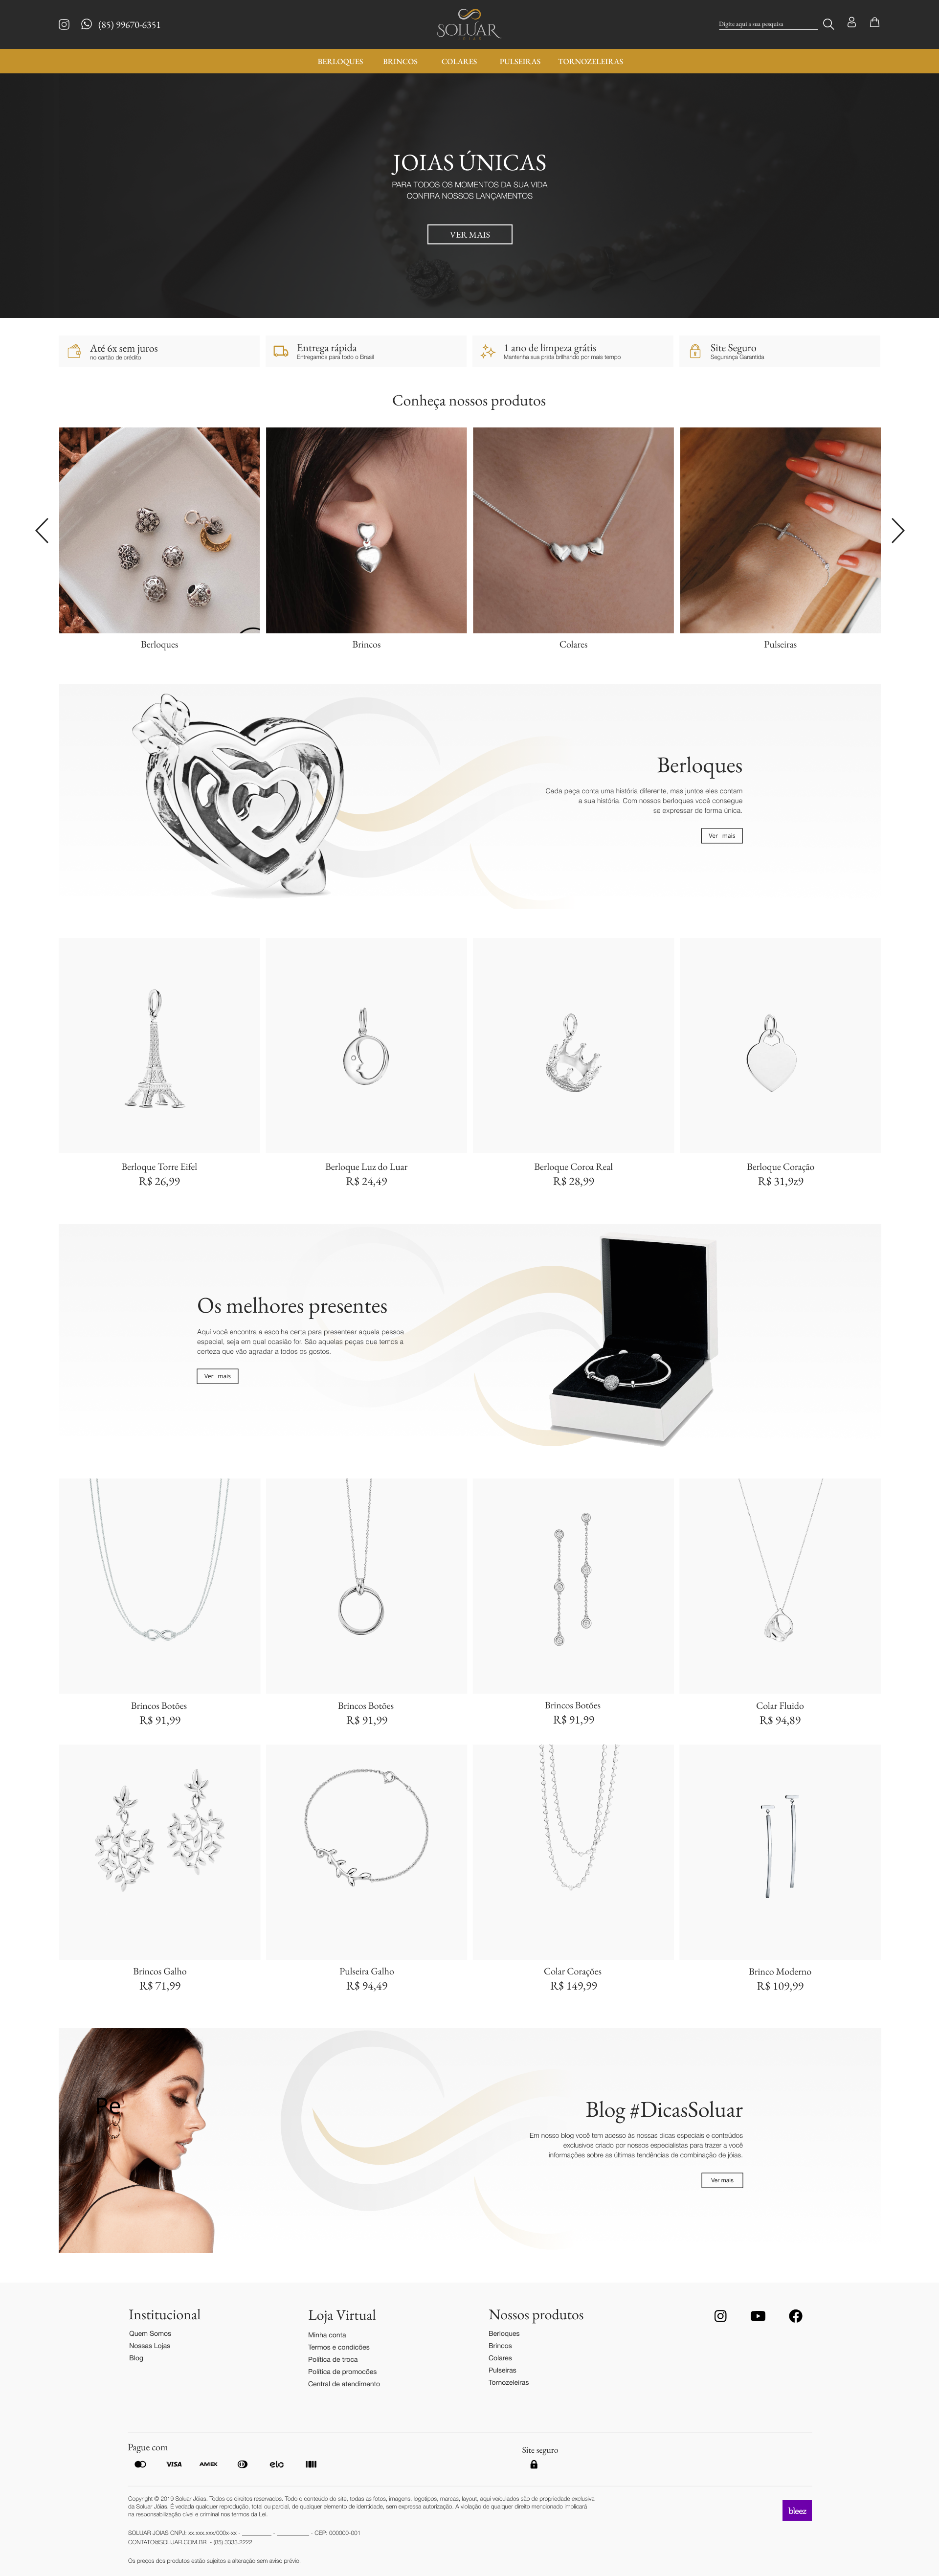 (85) 99670-6351
SOLUAR
Digite aqui a sua pesquisa
BERLOQUES BRINCOS COLARES PULSEIRAS TORNOZELEIRAS
JOIAS ÚNICAS
PARA TODOS OS MOMENTOS DA SUA VIDA
CONFIRA NOSSOS LANÇAMENTOS
VER MAIS
Até 6x sem juros
no cartão de crédito
Entrega rápida
Entregamos para todo o Brasil
1 ano de limpeza grátis
Mantenha sua prata brilhando por mais tempo
Site Seguro
Segurança Garantida
Conheça nossos produtos
Berloques
Brincos
Colares
Pulseiras
Berloques
Cada peça conta uma história diferente, mas juntos eles contam
a sua história. Com nossos berloques você consegue
se expressar de forma única.
Ver mais
Berloque Torre Eifel
R$ 26,99
Berloque Luz do Luar
R$ 24,49
Berloque Coroa Real
R$ 28,99
Berloque Coração
R$ 31,9z9
Os melhores presentes
Aqui você encontra a escolha certa para presentear aquela pessoa
especial, seja em qual ocasião for. São aquelas peças que temos a
certeza que vão agradar a todos os gostos.
Ver mais
Brincos Botões
R$ 91,99
Brincos Botões
R$ 91,99
Brincos Botões
R$ 91,99
Colar Fluido
R$ 94,89
Brincos Galho
R$ 71,99
Pulseira Galho
R$ 94,49
Colar Corações
R$ 149,99
Brinco Moderno
R$ 109,99
Re
Blog #DicasSoluar
Em nosso blog você tem acesso às nossas dicas especiais e conteúdos
exclusivos criado por nossos especialistas para trazer a você
informações sobre as últimas tendências de combinação de jóias.
Ver mais
Institucional
Quem Somos
Nossas Lojas
Blog
Loja Virtual
Minha conta
Termos e condicões
Política de troca
Política de promocões
Central de atendimento
Nossos produtos
Berloques
Brincos
Colares
Pulseiras
Tornozeleiras
Pague com
VISA AMEX elo
Site seguro
Copyright © 2019 Soluar Jóias. Todos os direitos reservados. Todo o conteúdo do site, todas as fotos, imagens, logotipos, marcas, layout, aqui veiculados são de propriedade exclusiva
da Soluar Jóias. É vedada qualquer reprodução, total ou parcial, de qualquer elemento de identidade, sem expressa autorização. A violação de qualquer direito mencionado implicará
na responsabilização cível e criminal nos termos da Lei.
bleez
SOLUAR JOIAS CNPJ: xx.xxx.xxx/000x-xx - _________ - __________ - CEP: 000000-001
CONTATO@SOLUAR.COM.BR - (85) 3333.2222
Os preços dos produtos estão sujeitos a alteração sem aviso prévio.